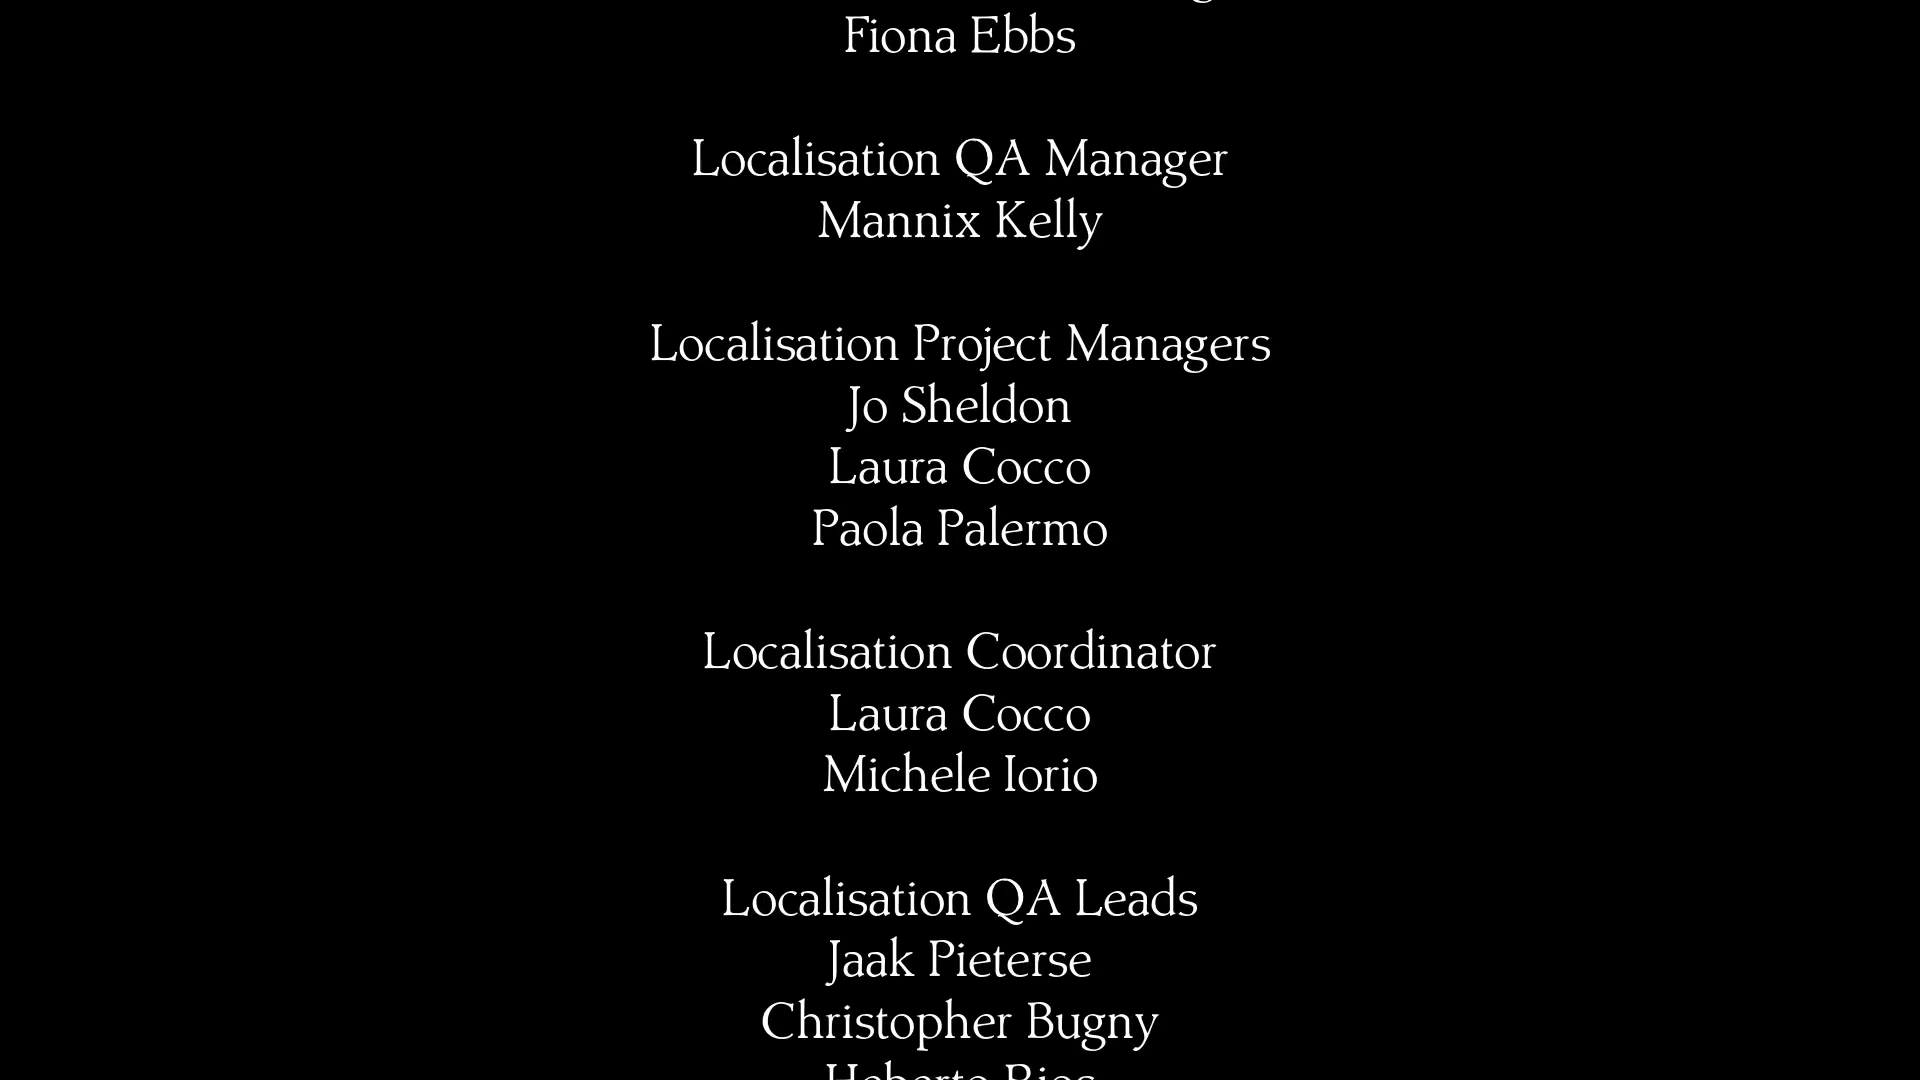 Fiona Ebbs
Localisation QA Manager
Mannix Kelly
Localisation Project Managers
Jo Sheldon
Laura Cocco
Paola Palermo
Localisation Coordinator
Laura Cocco
Michele Iorio
Localisation QA Leads
Jaak Pieterse
Christopher Bugny